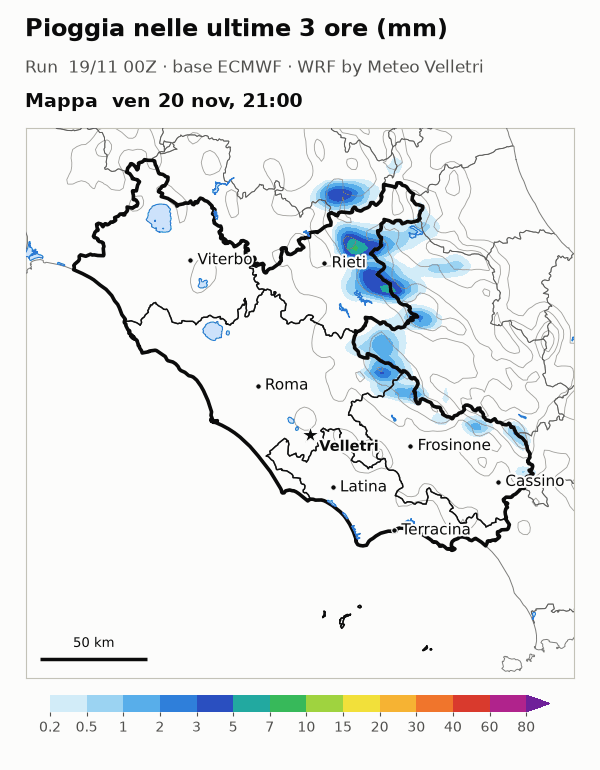 Pioggia nelle ultime 3 ore (mm)
Run  19/11 00Z · base ECMWF · WRF by Meteo Velletri
Mappa  ven 20 nov, 21:00
Viterbo
Rieti
Roma
Velletri
Frosinone
Latina
Cassino
Terracina
50 km
0.2 0.5 1 2 3 5 7 10 15 20 30 40 60 80